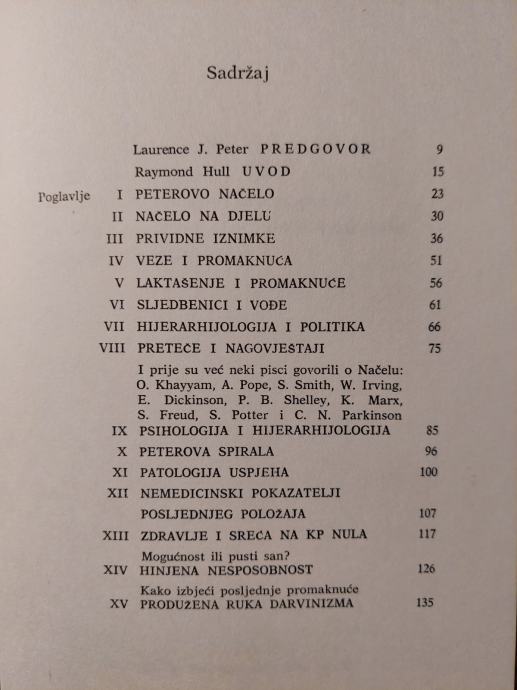 Sadržaj
Laurence J. Peter PREDGOVOR 9
Raymond Hull UVOD 15
Poglavlje I PETEROVO NAČELO 23
II NAČELO NA DJELU 30
III PRIVIDNE IZNIMKE 36
IV VEZE I PROMAKNUĆA 51
V LAKTAŠENJE I PROMAKNUĆE 56
VI SLJEDBENICI I VOĐE 61
VII HIJERARHIJOLOGIJA I POLITIKA 66
VIII PRETEČE I NAGOVJEŠTAJI 75
I prije su već neki pisci govorili o Načelu:
O. Khayyam, A. Pope, S. Smith, W. Irving,
E. Dickinson, P. B. Shelley, K. Marx,
S. Freud, S. Potter i C. N. Parkinson
IX PSIHOLOGIJA I HIJERARHIJOLOGIJA 85
X PETEROVA SPIRALA 96
XI PATOLOGIJA USPJEHA 100
XII NEMEDICINSKI POKAZATELJI
POSLJEDNJEG POLOŽAJA 107
XIII ZDRAVLJE I SREĆA NA KP NULA 117
Mogućnost ili pusti san?
XIV HINJENA NESPOSOBNOST 126
Kako izbjeći posljednje promaknuće
XV PRODUŽENA RUKA DARVINIZMA 135